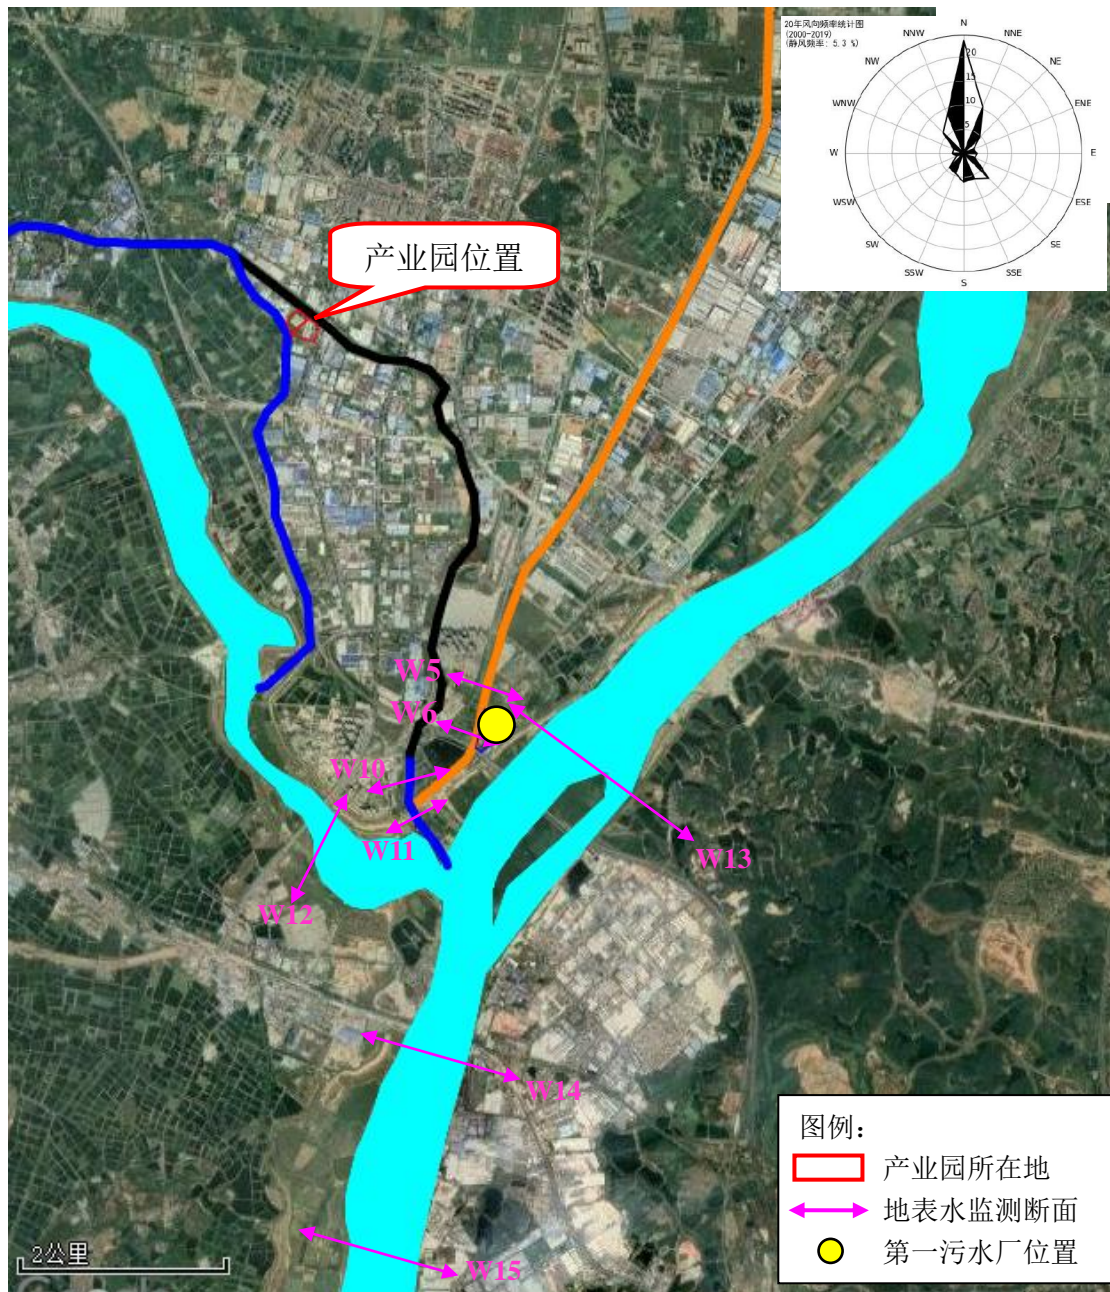 20年风向频率统计图
(2000-2019)
(静风频率: 5.3 %)
N
NNW
NNE
NW
NE
WNW
ENE
W
E
WSW
ESE
SW
SE
SSW
SSE
S
20
15
10
5
产业园位置
W5
W6
W10
W11
W12
W13
W14
W15
2公里
图例：
产业园所在地
地表水监测断面
第一污水厂位置